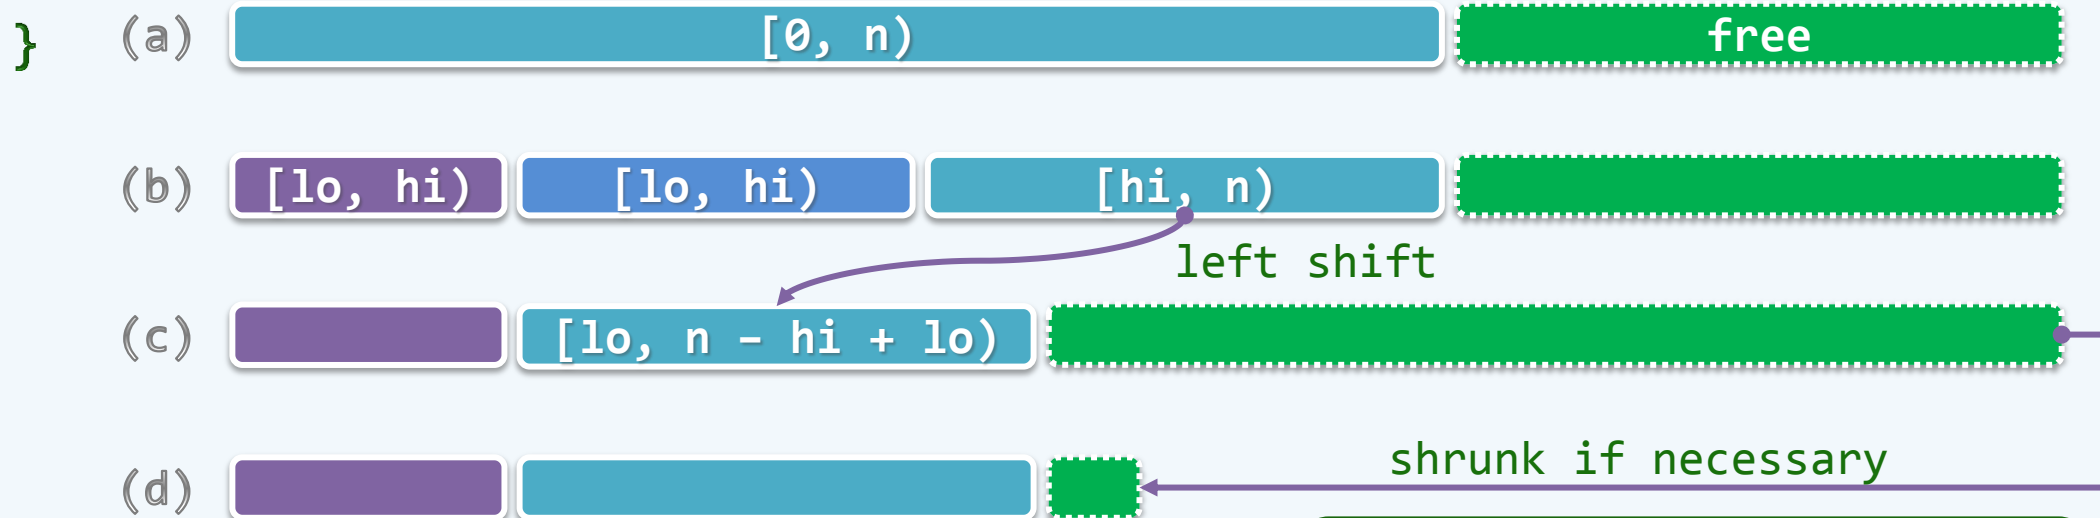 } (a) [0, n) free
(b) [lo, hi) [lo, hi) [hi, n)
left shift
(c) [lo, n - hi + lo)
shrunk if necessary
(d)